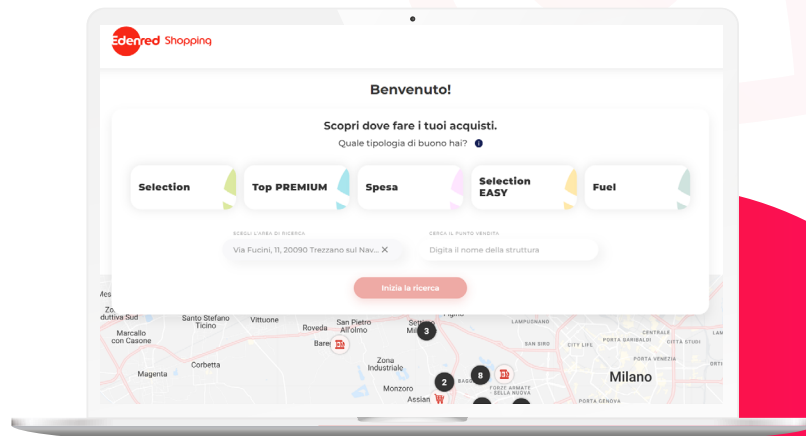 Edenred Shopping
Benvenuto!
Scopri dove fare i tuoi acquisti.
Quale tipologia di buono hai?
Selection
Top PREMIUM
Spesa
Selection
EASY
Fuel
SCEGLI L'AREA DI RICERCA
Via Fucini, 11, 20090 Trezzano sul Nav...
CERCA IL PUNTO VENDITA
Digita il nome della struttura
Inizia la ricerca
duttiva Sud
Santo Stefano
Ticino
Vittuone
Roveda
San Pietro
All'olmo
LAMPUGNANO
3
Marcallo
con Casone
SAN SIRO
CITY LIFE
PORTA GARIBALDI
CENTRALE
CITTÀ STUDI
PORTA VENEZIA
Corbetta
Magenta
Zona
Industriale
Monzoro
2
8
FORZE ARMATE
- SELLA NUOVA
Milano
PORTA GENOVA